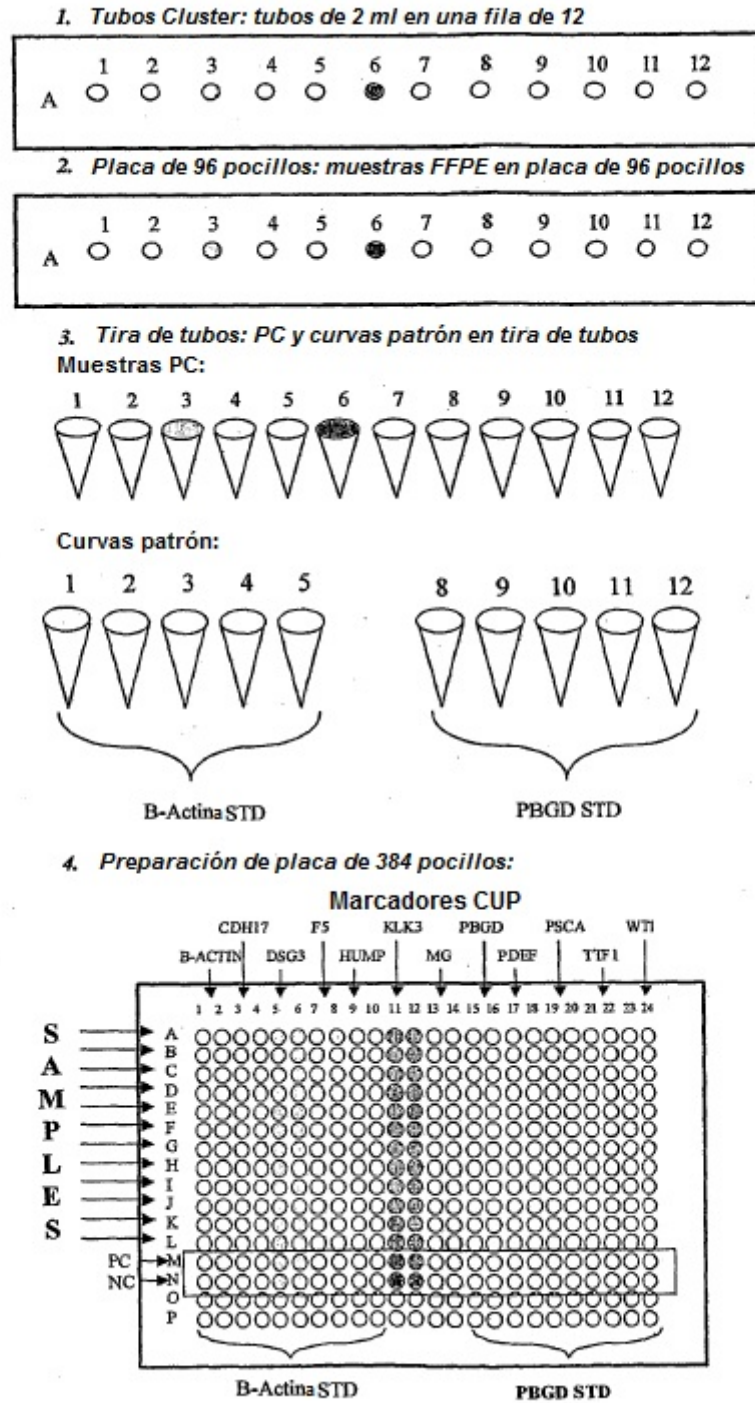 1. Tubos Cluster: tubos de 2 ml en una fila de 12
1 2 3 4 5 6 7 8 9 10 11 12
A
2. Placa de 96 pocillos: muestras FFPE en placa de 96 pocillos
1 2 3 4 5 6 7 8 9 10 11 12
A
3. Tira de tubos: PC y curvas patrón en tira de tubos
Muestras PC:
1 2 3 4 5 6 7 8 9 10 11 12
Curvas patrón:
1 2 3 4 5 8 9 10 11 12
B-Actina STD PBGD STD
4. Preparación de placa de 384 pocillos:
Marcadores CUP
CDH17 F5 KLK3 PBGD PSCA WT1
B-ACTIN DSG3 HUMP MG PDEF TTF1
1 2 3 4 5 6 7 8 9 10 11 12 13 14 15 16 17 18 19 20 21 22 23 24
S A
B
A C
D
M E
P F
G
L H
E I
J
S K
L
PC M
NC N
O
P
B-Actina STD PBGD STD